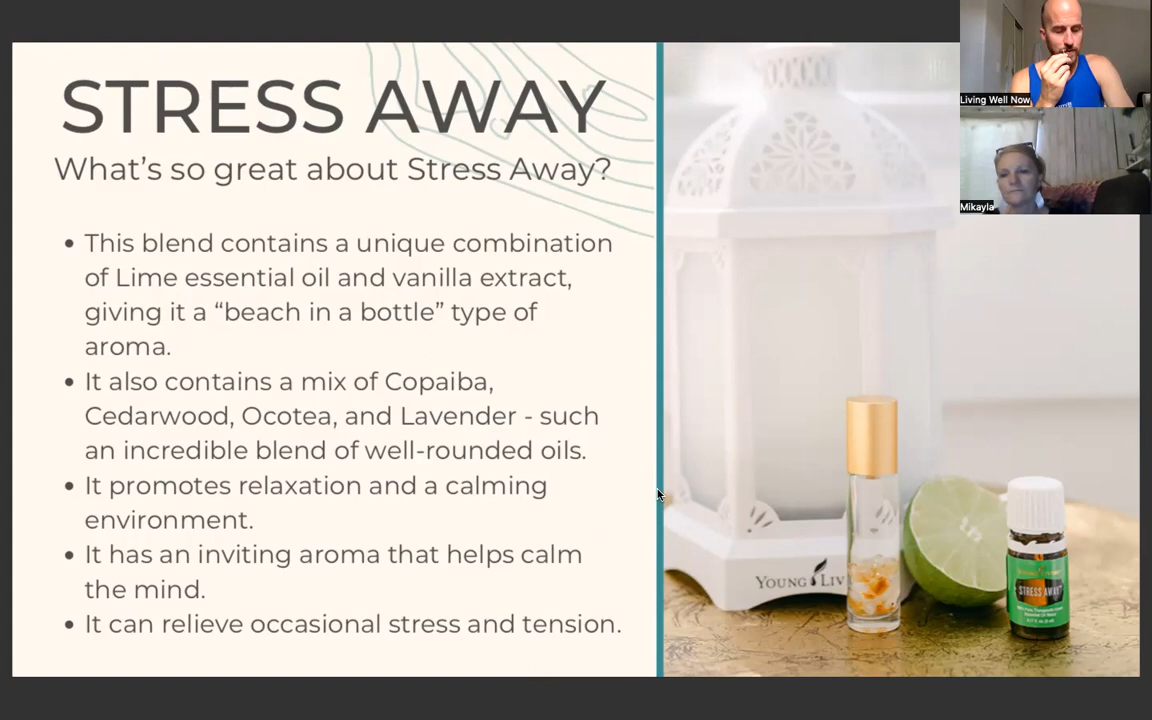 STRESS AWAY
What's so great about Stress Away?
• This blend contains a unique combination
of Lime essential oil and vanilla extract,
giving it a “beach in a bottle” type of
aroma.
• It also contains a mix of Copaiba,
Cedarwood, Ocotea, and Lavender - such
an incredible blend of well-rounded oils.
• It promotes relaxation and a calming
environment.
• It has an inviting aroma that helps calm
the mind.
• It can relieve occasional stress and tension.
Living Well Now
Mikayla
YOUNG LIV
STRESS AWAY